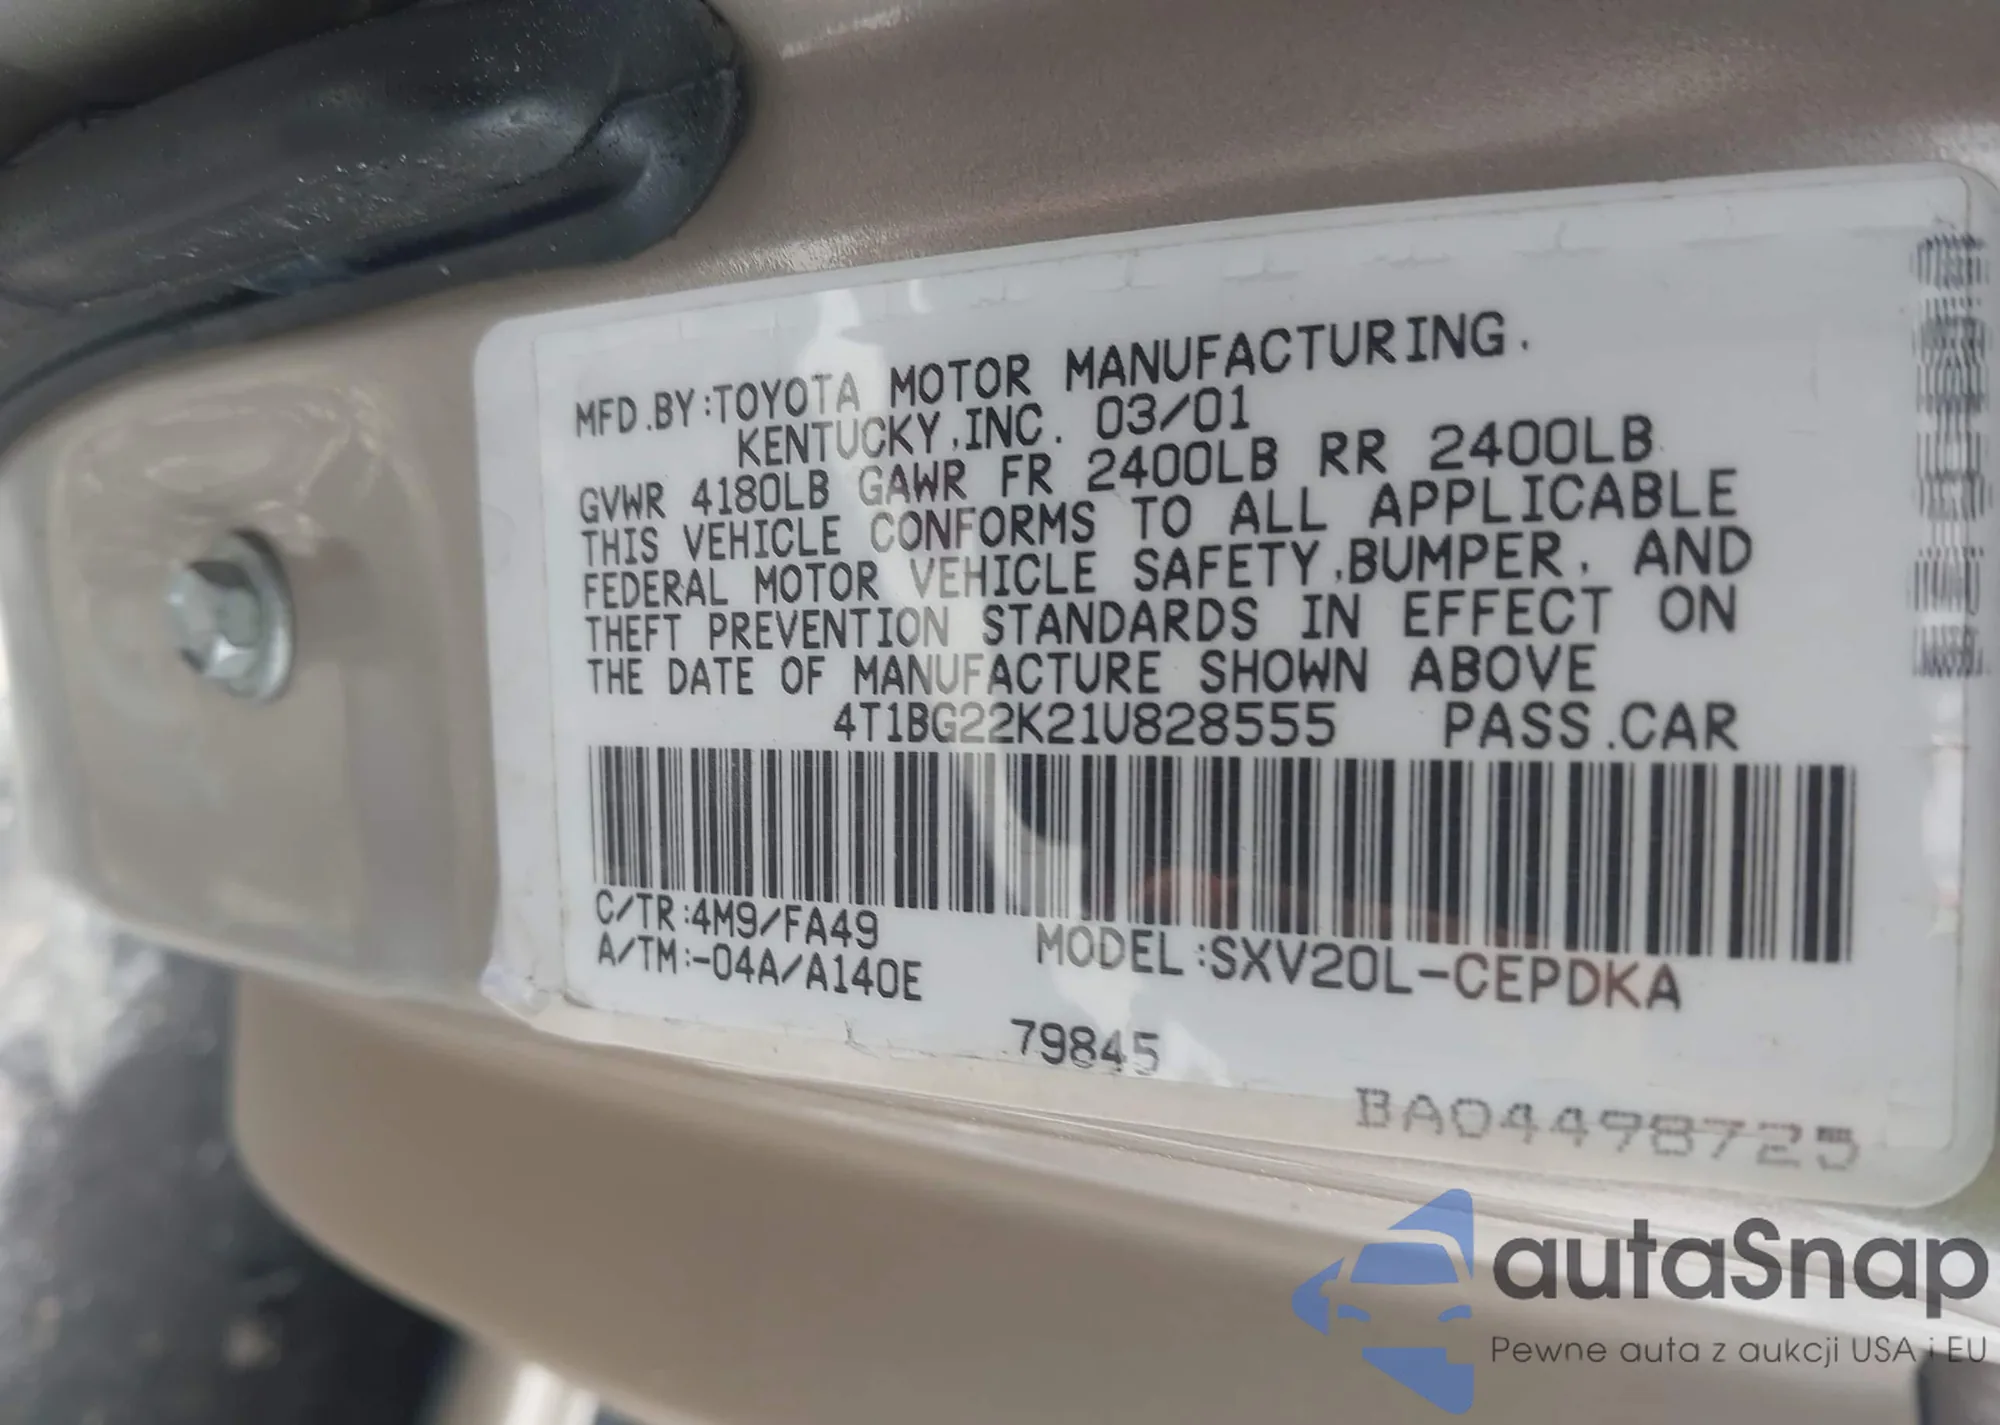 MFD.BY:TOYOTA MOTOR MANUFACTURING.
KENTUCKY,INC. 03/01
GVWR 4180LB GAWR FR 2400LB RR 2400LB
THIS VEHICLE CONFORMS TO ALL APPLICABLE
FEDERAL MOTOR VEHICLE SAFETY,BUMPER, AND
THEFT PREVENTION STANDARDS IN EFFECT ON
THE DATE OF MANUFACTURE SHOWN ABOVE
4T1BG22K21U828555 PASS.CAR
C/TR:4M9/FA49
A/TM:-04A/A140E
MODEL:SXV20L-CEPDKA
79845
BA04498725
autaSnap
Pewne auta z aukcji USA i EU